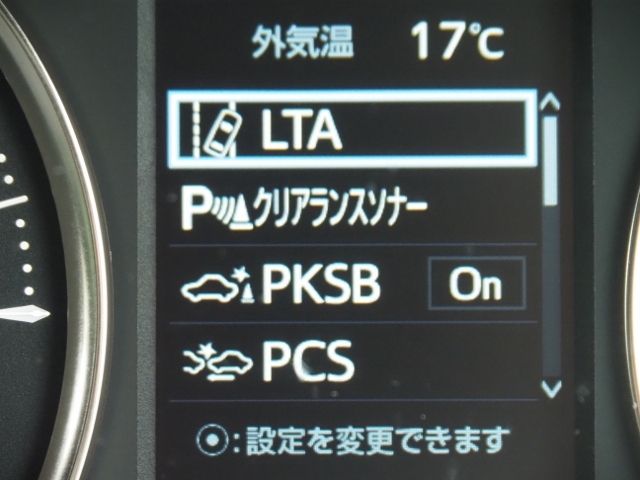 外気温 17℃
LTA
P クリアランスソナー
PKSB On
PCS
⦿:設定を変更できます